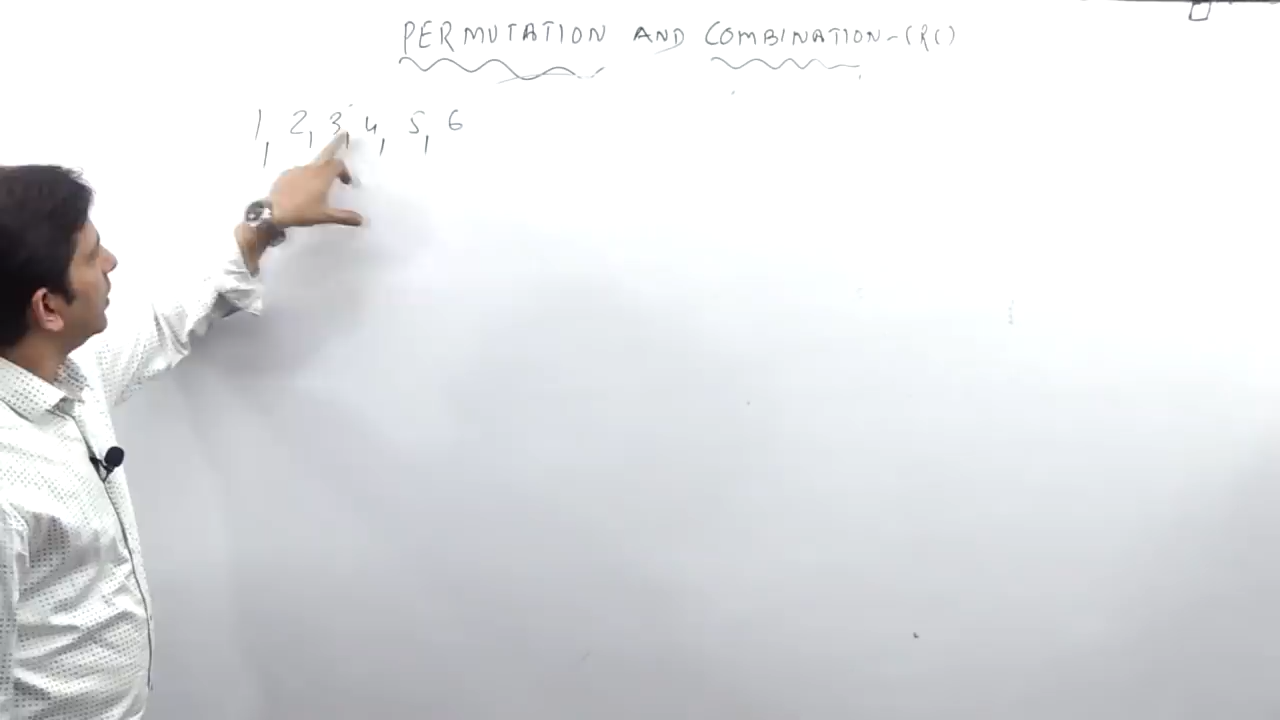 PERMUTATION AND COMBINATION-(RC)
1, 2, 3, 4, 5, 6